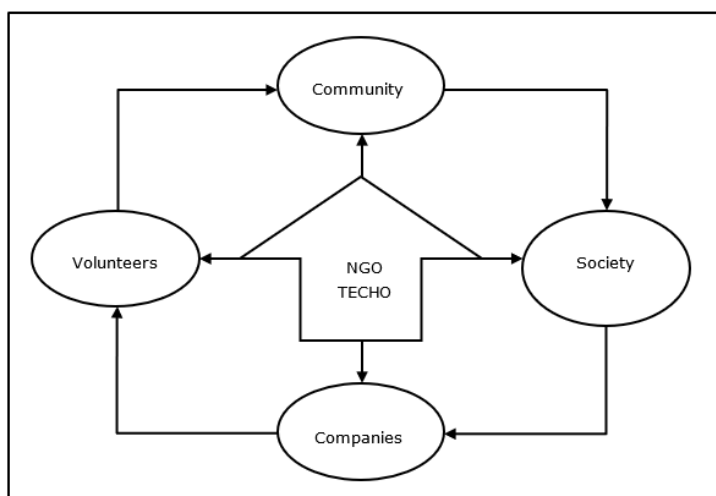 Community
Volunteers
NGO
TECHO
Society
Companies